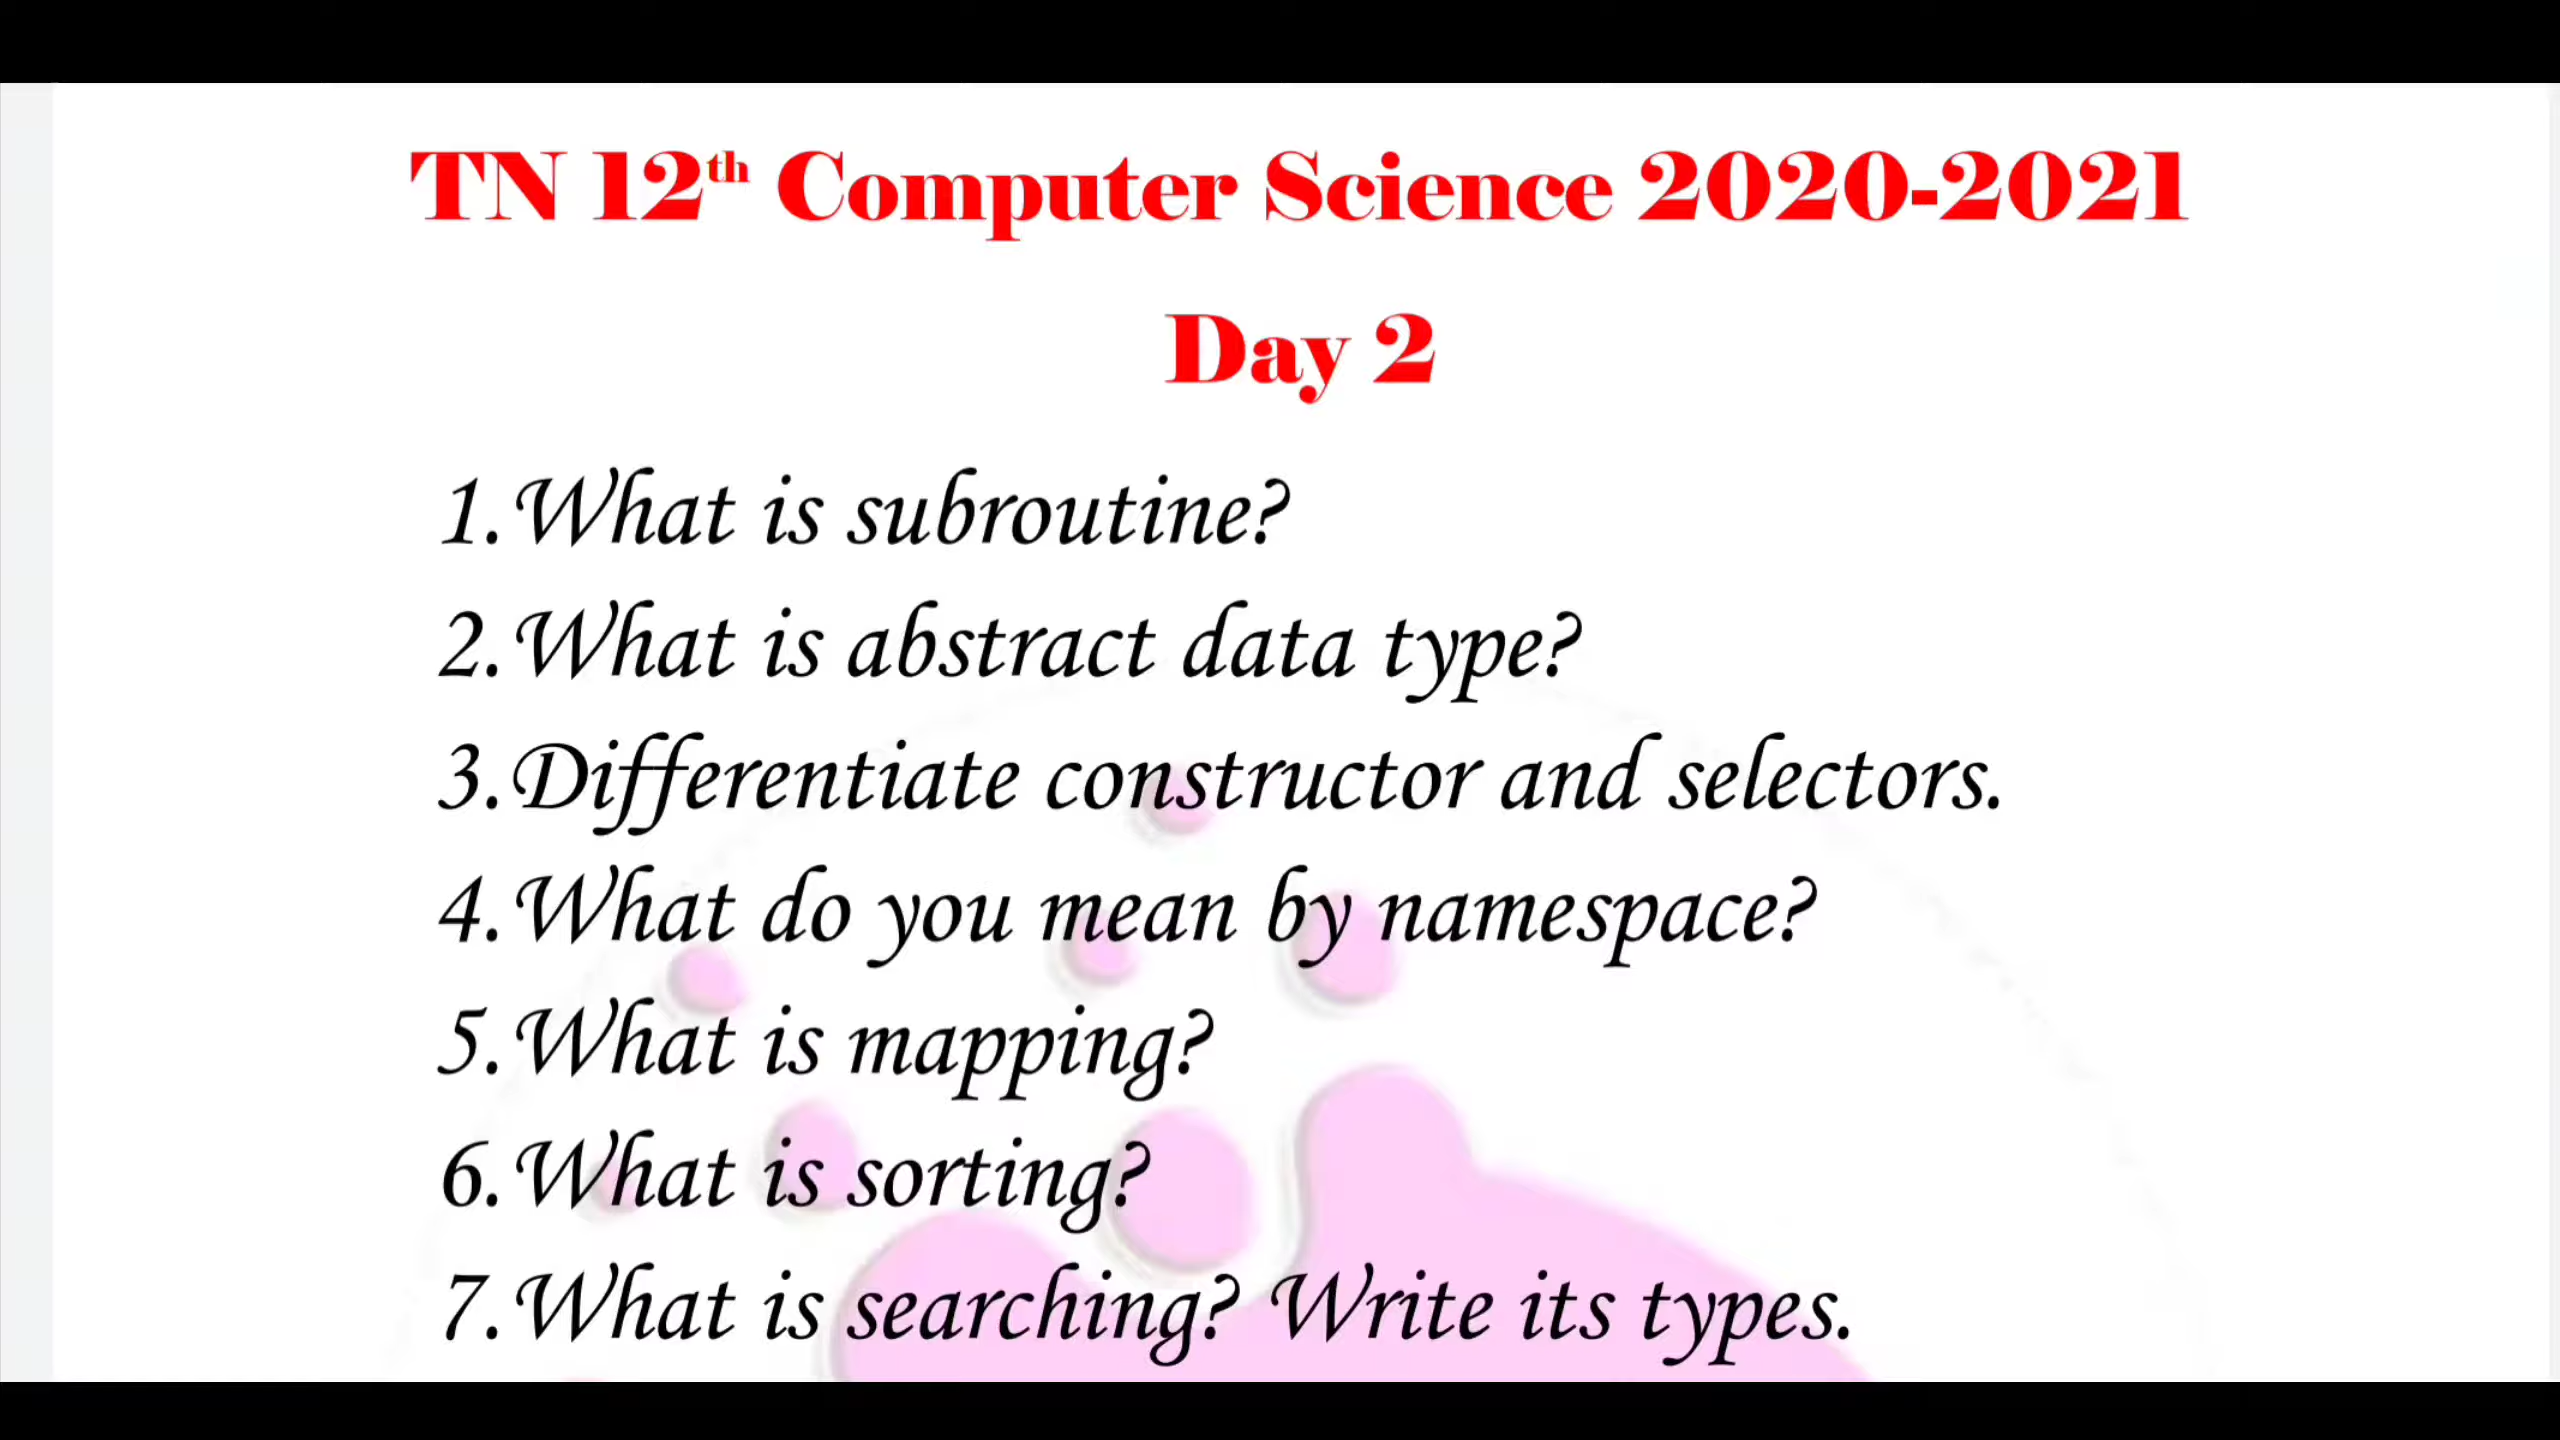 TN 12th Computer Science 2020-2021
Day 2
1. What is subroutine?
2. What is abstract data type?
3. Differentiate constructor and selectors.
4. What do you mean by namespace?
5. What is mapping?
6. What is sorting?
7. What is searching? Write its types.